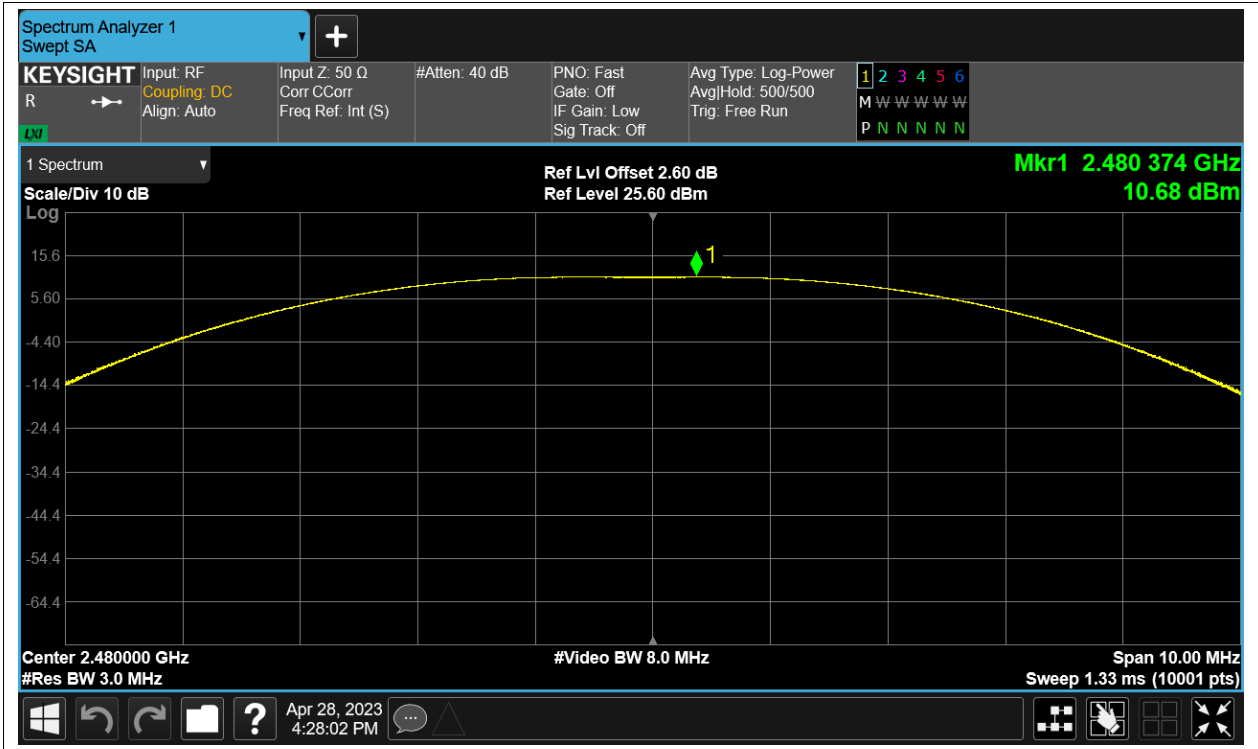 Spectrum Analyzer 1
Swept SA
KEYSIGHT
R
LXI
Input: RF
Coupling: DC
Align: Auto
Input Z: 50 Ω
Corr CCorr
Freq Ref: Int (S)
#Atten: 40 dB
PNO: Fast
Gate: Off
IF Gain: Low
Sig Track: Off
Avg Type: Log-Power
Avg|Hold: 500/500
Trig: Free Run
1 2 3 4 5 6
M W W W W W
P N N N N N
1 Spectrum
Scale/Div 10 dB
Log
Ref Lvl Offset 2.60 dB
Ref Level 25.60 dBm
Mkr1 2.480 374 GHz
10.68 dBm
1
15.6
5.60
-4.40
-14.4
-24.4
-34.4
-44.4
-54.4
-64.4
Center 2.480000 GHz
#Video BW 8.0 MHz
Span 10.00 MHz
#Res BW 3.0 MHz
Sweep 1.33 ms (10001 pts)
?
Apr 28, 2023
4:28:02 PM